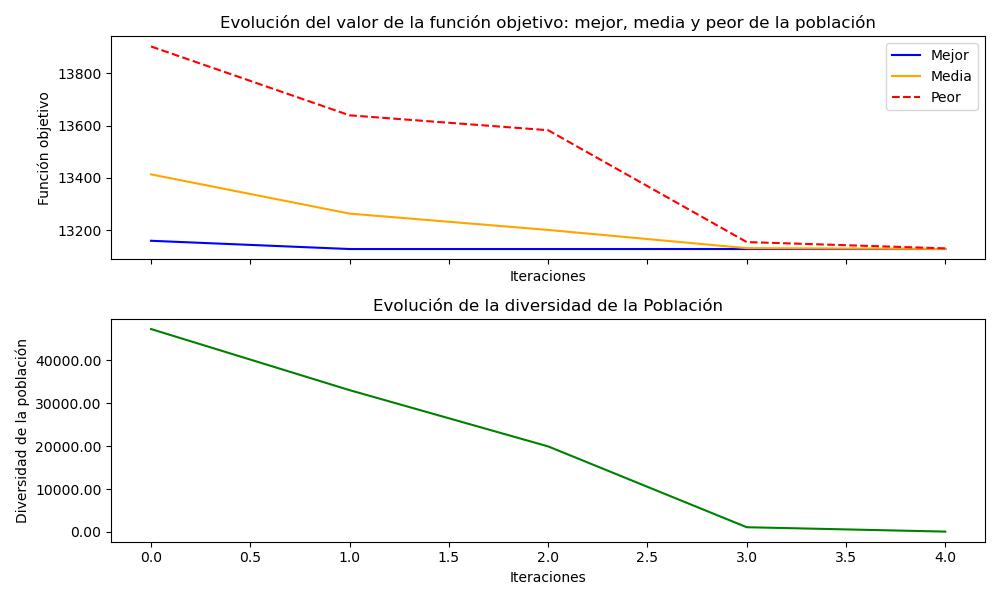 Evolución del valor de la función objetivo: mejor, media y peor de la población
Función objetivo
13800
13600
13400
13200
Mejor
Media
Peor
Iteraciones
Evolución de la diversidad de la Población
Diversidad de la población
40000.00
30000.00
20000.00
10000.00
0.00
0.0 0.5 1.0 1.5 2.0 2.5 3.0 3.5 4.0
Iteraciones